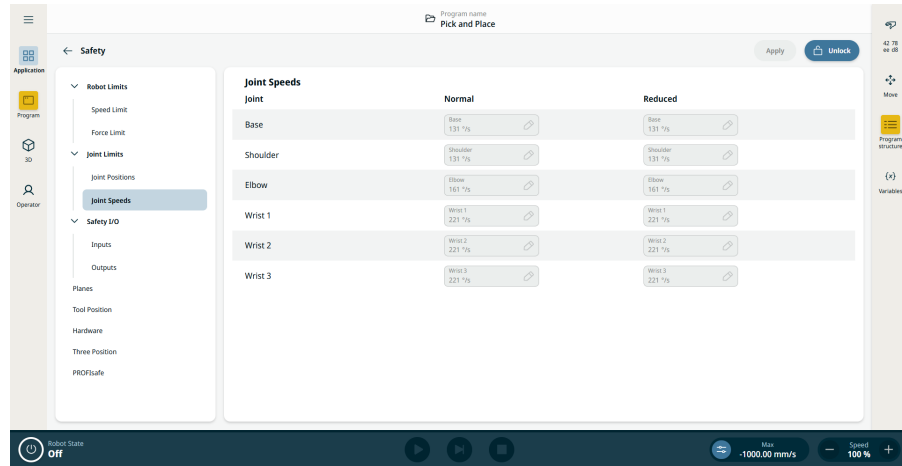 Program name
Pick and Place
Application
Program
3D
Operator
Safety
Apply
Unlock
Robot Limits
Speed Limit
Force Limit
Joint Limits
Joint Positions
Joint Speeds
Safety I/O
Inputs
Outputs
Planes
Tool Position
Hardware
Three Position
PROFIsafe
Joint Speeds
Joint Normal Reduced
Base Base 131 °/s Base 131 °/s
Shoulder Shoulder 131 °/s Shoulder 131 °/s
Elbow Elbow 161 °/s Elbow 161 °/s
Wrist 1 Wrist 1 221 °/s Wrist 1 221 °/s
Wrist 2 Wrist 2 221 °/s Wrist 2 221 °/s
Wrist 3 Wrist 3 221 °/s Wrist 3 221 °/s
42 78
ee d8
Move
Program
structure
{x}
Variables
Robot State
Off
Max
-1000.00 mm/s
Speed
100 %